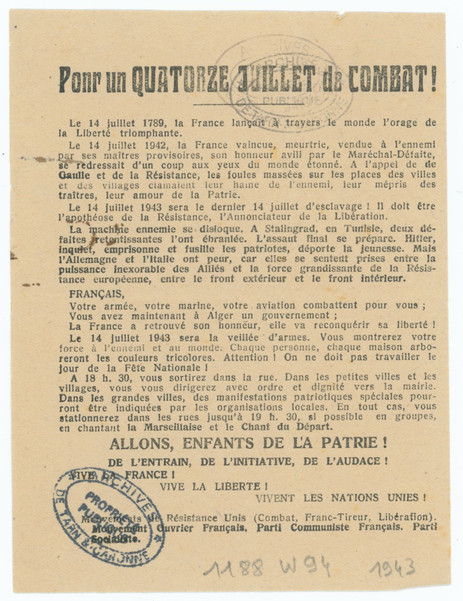 Pour un QUATORZE JUILLET de COMBAT !
Le 14 juillet 1789, la France lançait à travers le monde l'orage de
la Liberté triomphante.
Le 14 juillet 1942, la France vaincue, meurtrie, vendue à l'ennemi
par ses maîtres provisoires, son honneur avili par le Maréchal-Défaite,
se redressait d'un coup aux yeux du monde étonné. A l'appel de
Gaulle et de la Résistance, les foules massées sur les places des villes
et des villages clamaient leur haine de l'ennemi, leur mépris des
traîtres, leur amour de la Patrie.
Le 14 juillet 1943 sera le dernier 14 juillet d'esclavage ! Il doit être
l'apothéose de la Résistance, l'Annonciateur de la Libération.
La machine ennemie se disloque. A Stalingrad, en Tunisie, deux dé-
faites retentissantes l'ont ébranlée. L'assaut final se prépare. Hitler,
inquiet, emprisonne et fusille les patriotes, déporte la jeunesse. Mais
l'Allemagne et l'Italie ont peur, car elle se sentent prises entre la
puissance inexorable des Alliés et la force grandissante de la Résis-
tance européenne, entre le front extérieur et le front intérieur.
FRANÇAIS,
Votre armée, votre marine, votre aviation combattent pour vous ;
Vous avez maintenant à Alger un gouvernement ;
La France a retrouvé son honneur, elle va reconquérir sa liberté !
Le 14 juillet 1943 sera la veillée d'armes. Vous montrerez votre
force à l'ennemi et au monde. Chaque personne, chaque maison arbo-
reront les couleurs tricolores. Attention ! On ne doit pas travailler le
jour de la Fête Nationale !
A 18 h. 30, vous sortirez dans la rue. Dans les petites villes et les
villages, vous vous dirigerez avec ordre et dignité vers la mairie.
Dans les grandes villes, des manifestations patriotiques spéciales pour-
ront être indiquées par les organisations locales. En tout cas, vous
stationnerez dans les rues jusqu'à 19 h. 30, si possible en groupes,
en chantant la Marseillaise et le Chant du Départ.
ALLONS, ENFANTS DE LA PATRIE !
DE L'ENTRAIN, DE L'INITIATIVE, DE L'AUDACE !
VIVE LA FRANCE !
VIVE LA LIBERTE !
VIVENT LES NATIONS UNIES !
Mouvements Résistance Unis (Combat, Franc-Tireur, Libération).
Mouvement Ouvrier Français. Parti Communiste Français. Parti
Socialiste.
ARCHIVES
DE TARN & GARONNE
PROPRIÉTÉ
PUBLIQUE
1188 W 94 1943